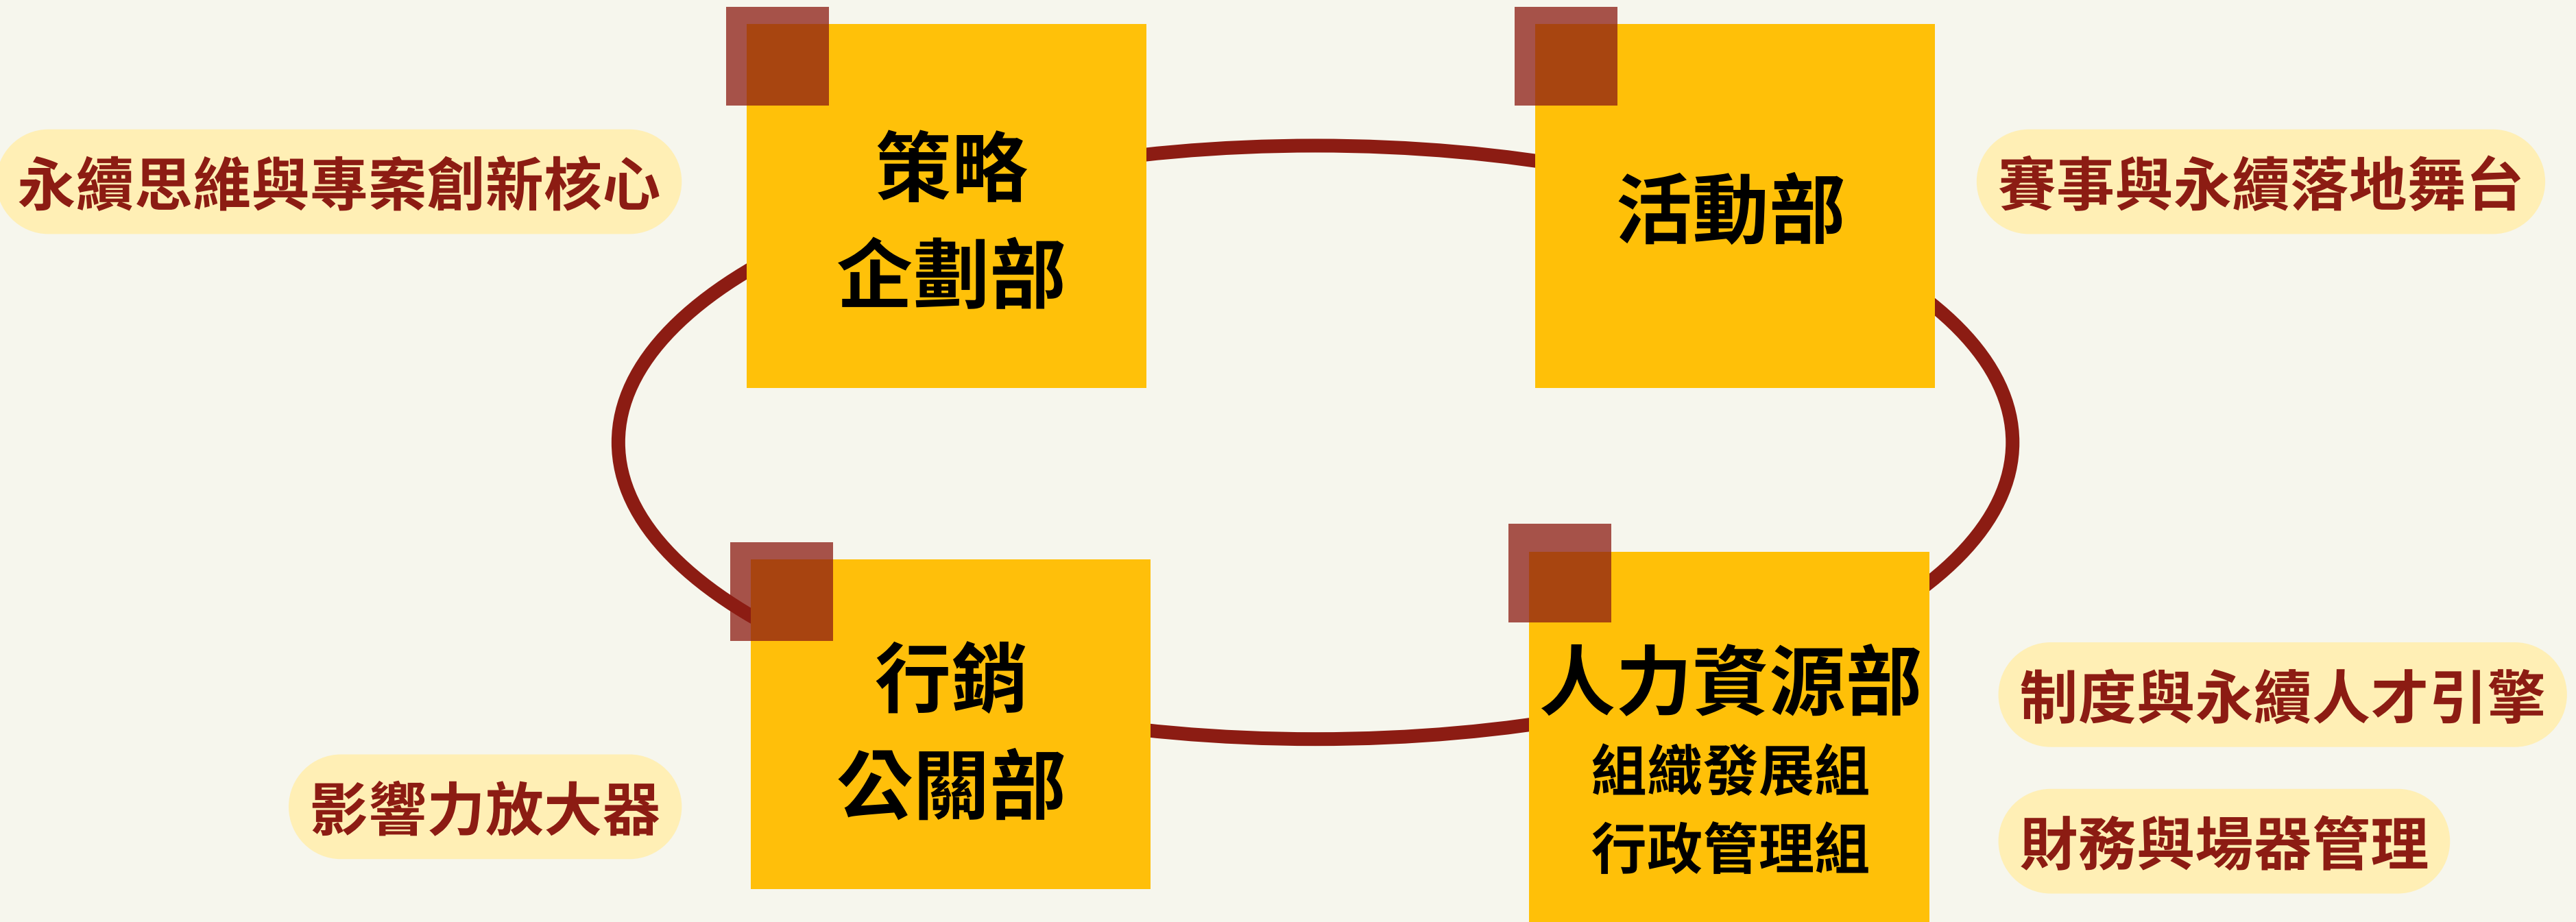 永續思維與專案創新核心
策略
企劃部
活動部
賽事與永續落地舞台
影響力放大器
行銷
公關部
人力資源部
組織發展組
行政管理組
制度與永續人才引擎
財務與場器管理